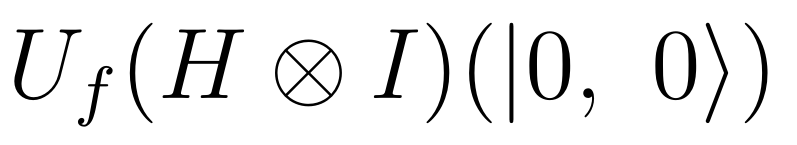 U_f(H ⊗ I)(|0, 0⟩)